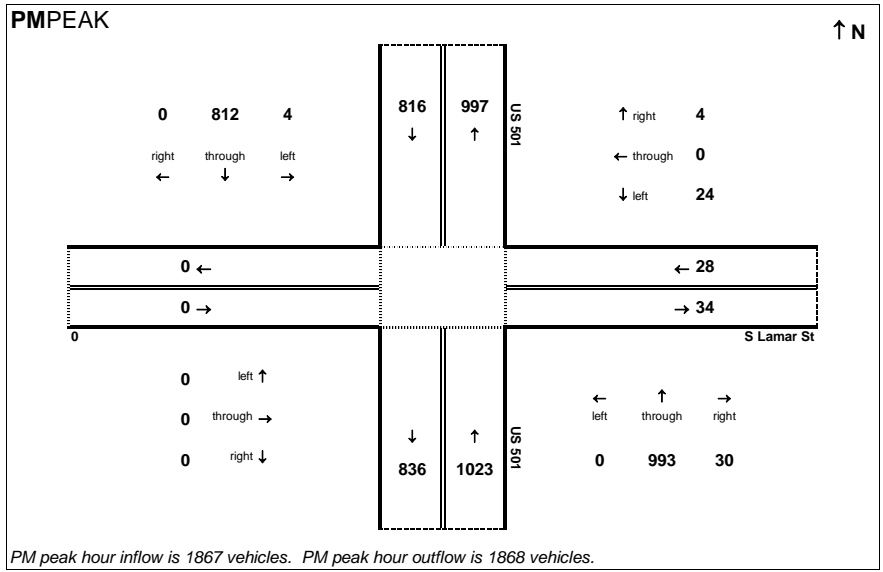 PMPEAK
↑ N
0 812 4
right through left
← ↓ →
816 997
↓ ↑
US 501
↑ right 4
← through 0
↓ left 24
0 ←
← 28
0 →
→ 34
0
S Lamar St
0 left ↑
0 through →
0 right ↓
↓ ↑
836 1023
US 501
← ↑ →
left through right
0 993 30
PM peak hour inflow is 1867 vehicles. PM peak hour outflow is 1868 vehicles.